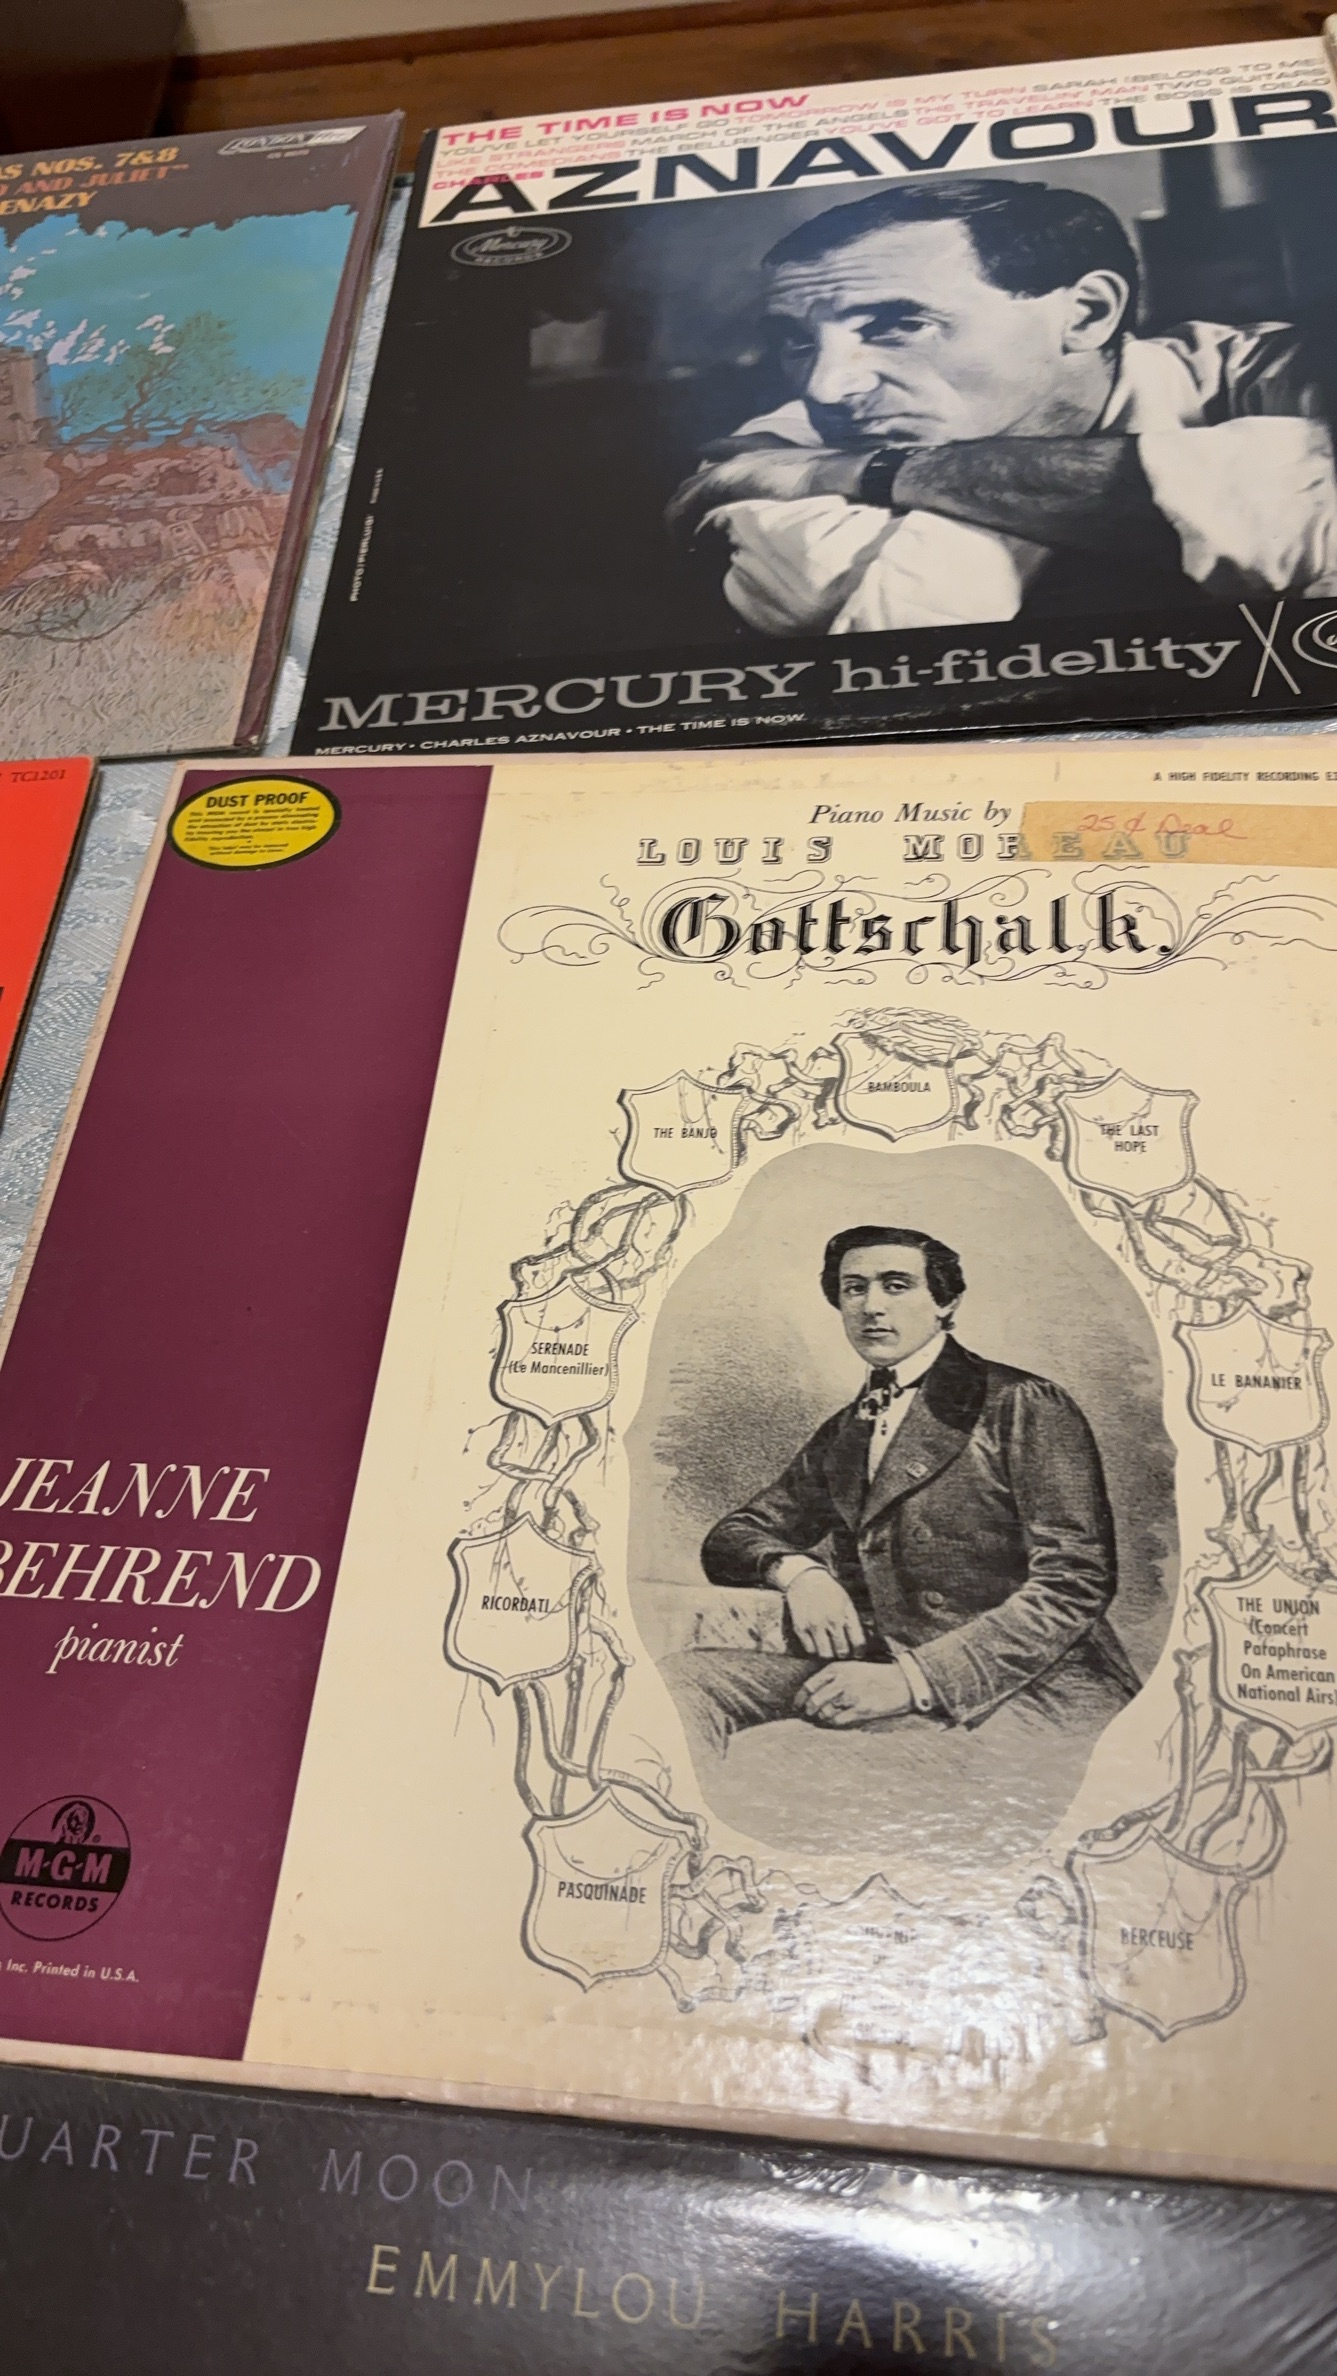 S NOS. 7&8
AND JULIET"
ENAZY
LONDON
THE TIME IS NOW
YOU'VE LET YOURSELF GO TOMORROW IS MY TURN SARAH (BELONG TO ME
LIKE STRANGERS MARCH OF THE ANGELS THE TRAVELIN' MAN TWO GUITARS
THE COMEDIANS THE BELLRINGER YOU'VE GOT TO LEARN THE BOSS IS DEAD
CHARLES
AZNAVOUR
Mercury
RECORDS
PHOTO/PIERLUIGI
MERCURY hi-fidelity X
MERCURY • CHARLES AZNAVOUR • THE TIME IS NOW
TC1201
DUST PROOF
A HIGH FIDELITY RECORDING
Piano Music by
25¢ Deal
LOUIS MOREAU
Gottschalk.
BAMBOULA
THE BANJO
THE LAST
HOPE
SERENADE
(Le Mancenillier)
LE BANANIER
RICORDATI
THE UNION
(Concert
Paraphrase
On American
National Airs)
PASQUINADE
BERCEUSE
JEANNE
BEHREND
pianist
M-G-M
RECORDS
Inc. Printed in U.S.A.
UARTER MOON
EMMYLOU HARRIS